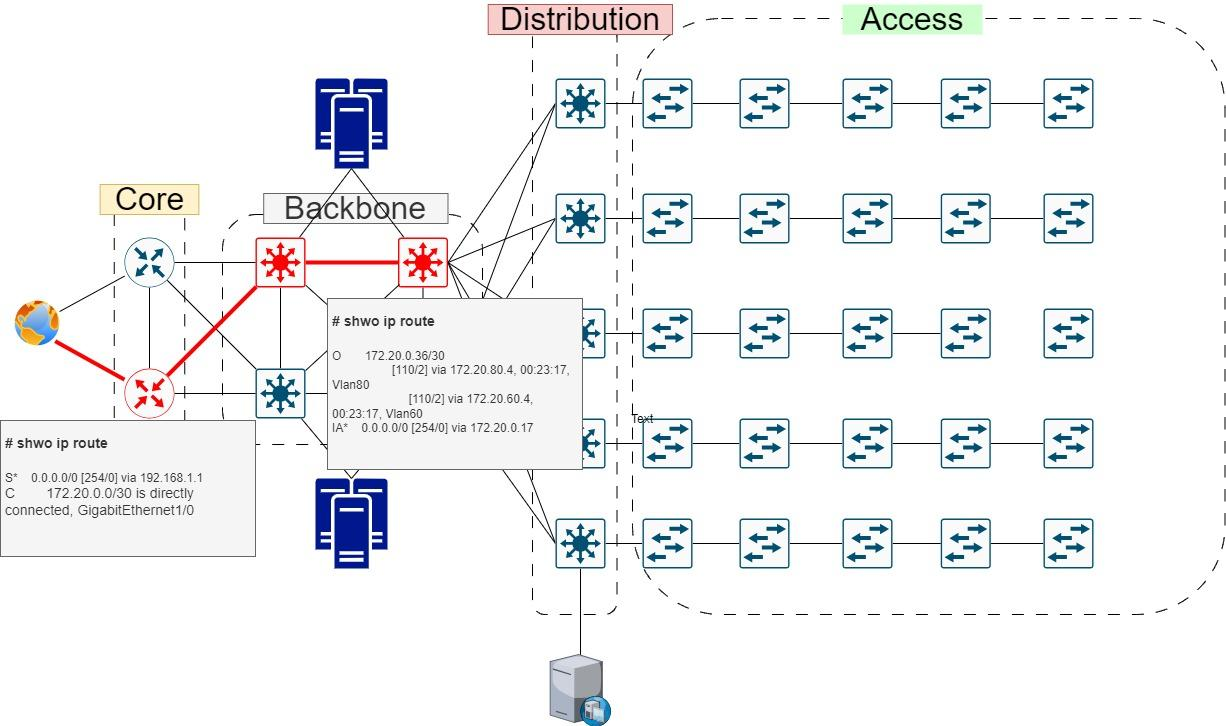 Distribution
Access
Core
Backbone
# shwo ip route
O 172.20.0.36/30
[110/2] via 172.20.80.4, 00:23:17,
Vlan80
[110/2] via 172.20.60.4,
00:23:17, Vlan60
IA* 0.0.0.0/0 [254/0] via 172.20.0.17
Text
# shwo ip route
S* 0.0.0.0/0 [254/0] via 192.168.1.1
C 172.20.0.0/30 is directly
connected, GigabitEthernet1/0